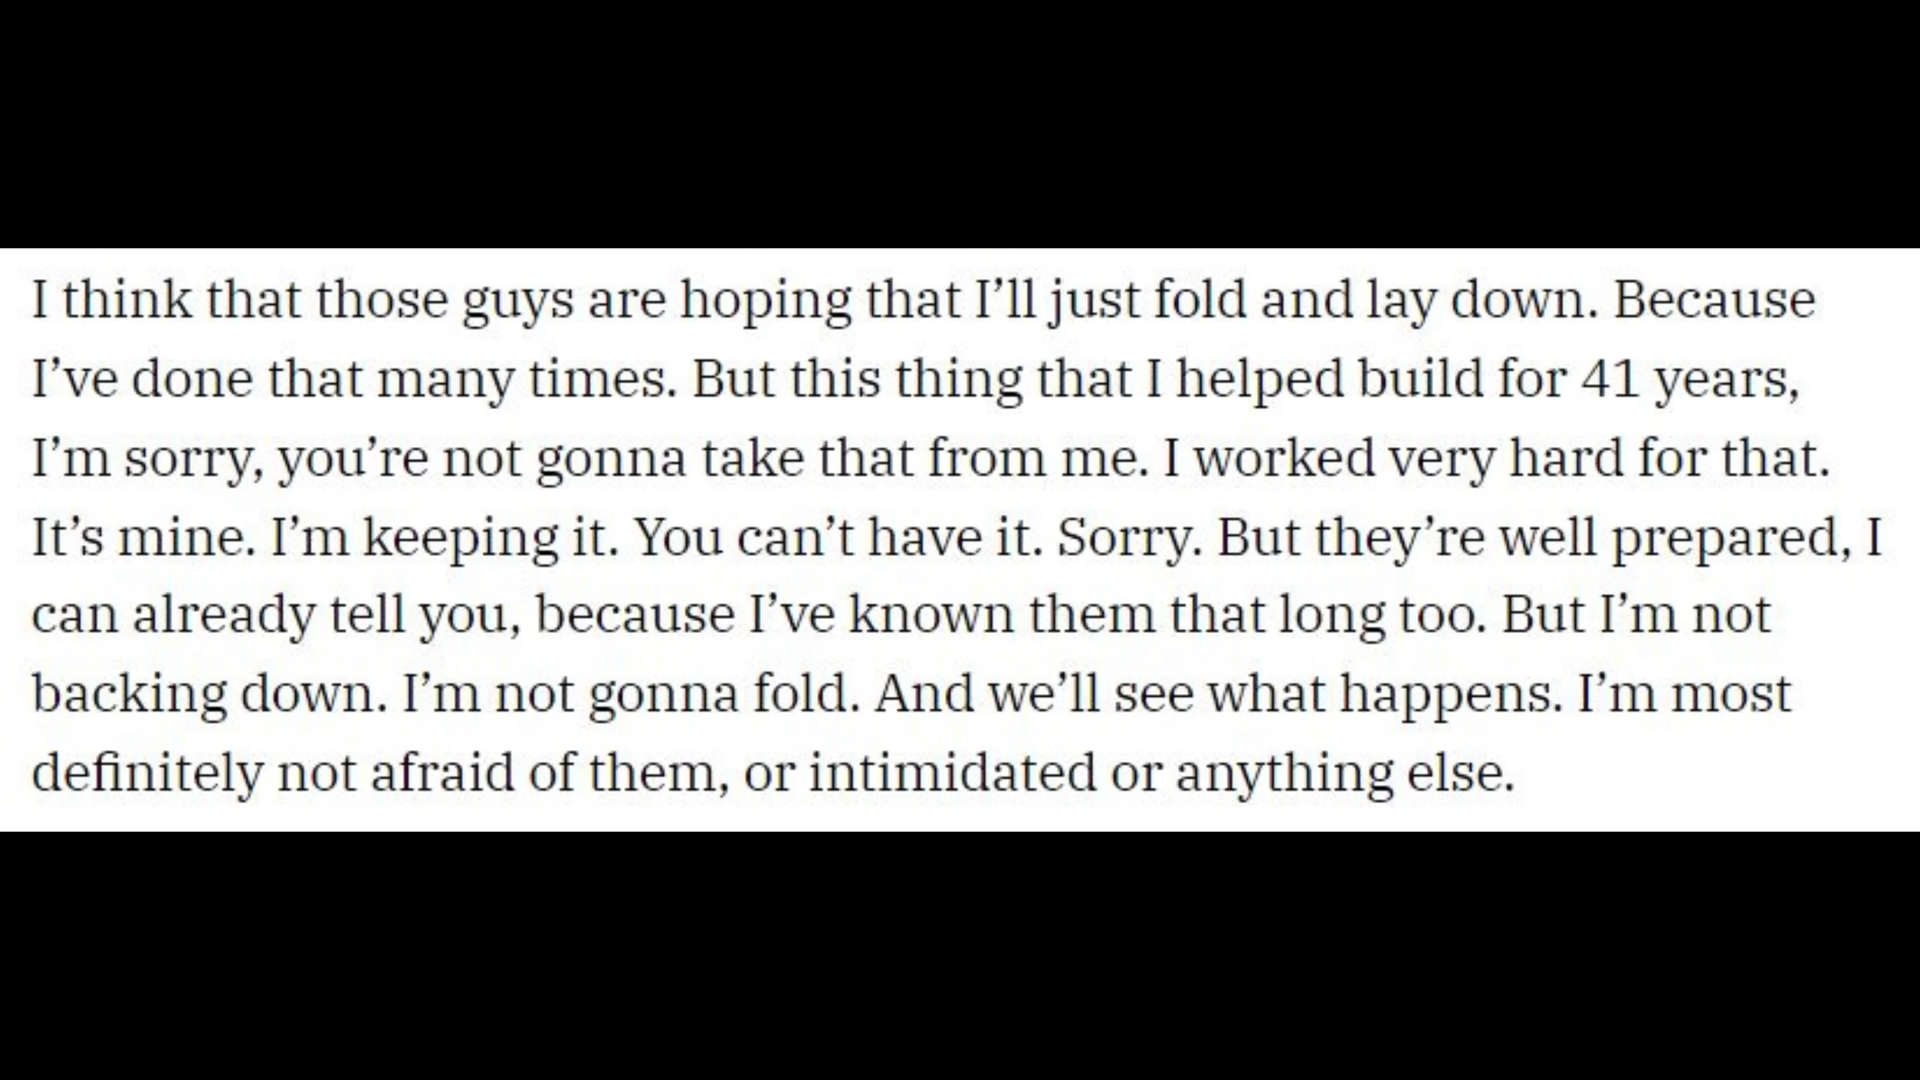 I think that those guys are hoping that I’ll just fold and lay down. Because
I’ve done that many times. But this thing that I helped build for 41 years,
I’m sorry, you’re not gonna take that from me. I worked very hard for that.
It’s mine. I’m keeping it. You can’t have it. Sorry. But they’re well prepared, I
can already tell you, because I’ve known them that long too. But I’m not
backing down. I’m not gonna fold. And we’ll see what happens. I’m most
definitely not afraid of them, or intimidated or anything else.